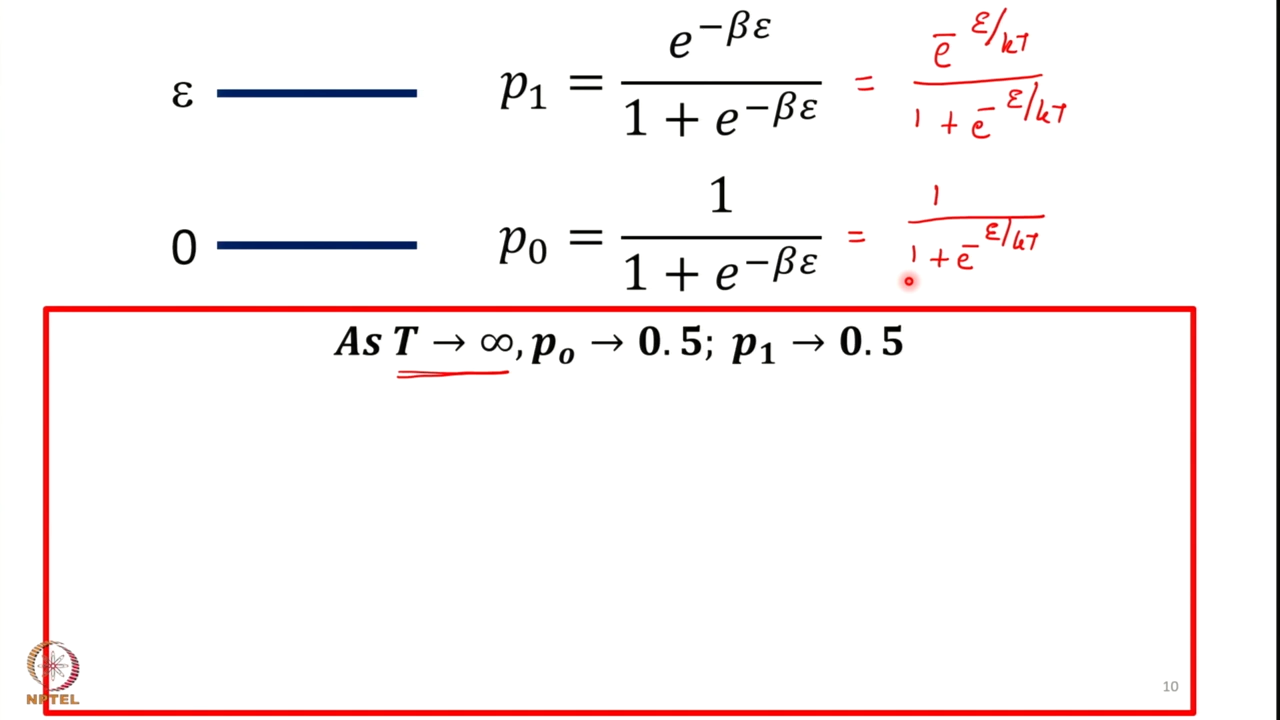 ε p₁ = e^{−βε} / (1 + e^{−βε}) = e^{-ε/kT} / (1 + e^{-ε/kT})
0 p₀ = 1 / (1 + e^{−βε}) = 1 / (1 + e^{-ε/kT})
As T → ∞, pₒ → 0.5; p₁ → 0.5
NPTEL
10